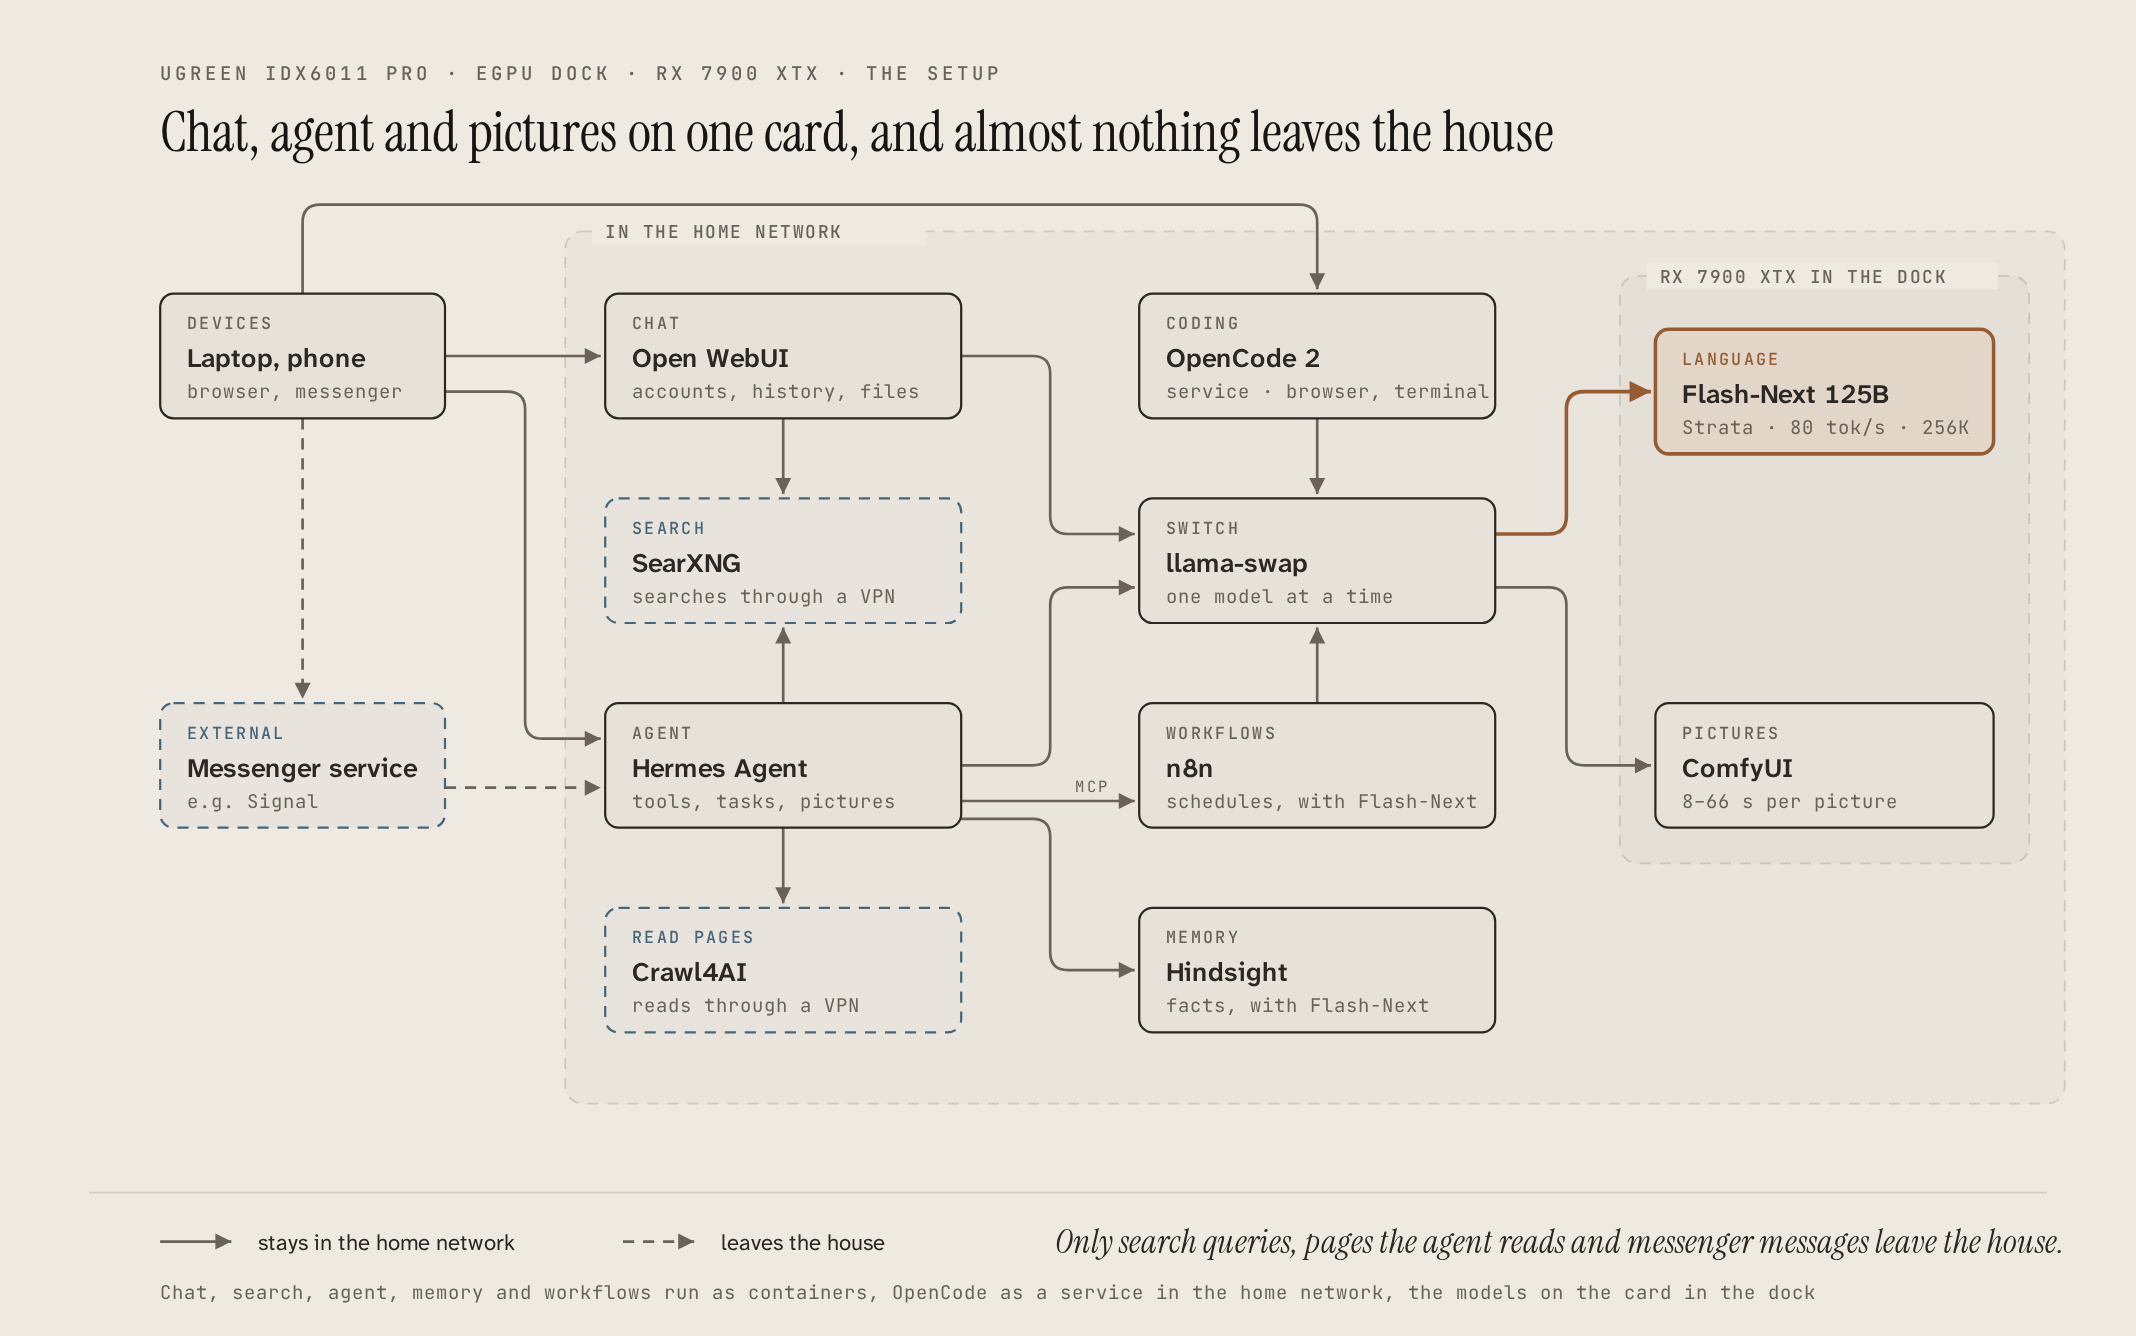 UGREEN IDX6011 PRO · EGPU DOCK · RX 7900 XTX · THE SETUP
Chat, agent and pictures on one card, and almost nothing leaves the house
IN THE HOME NETWORK
RX 7900 XTX IN THE DOCK
DEVICES
Laptop, phone
browser, messenger
CHAT
Open WebUI
accounts, history, files
CODING
OpenCode 2
service · browser, terminal
LANGUAGE
Flash-Next 125B
Strata · 80 tok/s · 256K
SEARCH
SearXNG
searches through a VPN
SWITCH
llama-swap
one model at a time
EXTERNAL
Messenger service
e.g. Signal
AGENT
Hermes Agent
tools, tasks, pictures
MCP
WORKFLOWS
n8n
schedules, with Flash-Next
PICTURES
ComfyUI
8–66 s per picture
READ PAGES
Crawl4AI
reads through a VPN
MEMORY
Hindsight
facts, with Flash-Next
stays in the home network
leaves the house
Only search queries, pages the agent reads and messenger messages leave the house.
Chat, search, agent, memory and workflows run as containers, OpenCode as a service in the home network, the models on the card in the dock